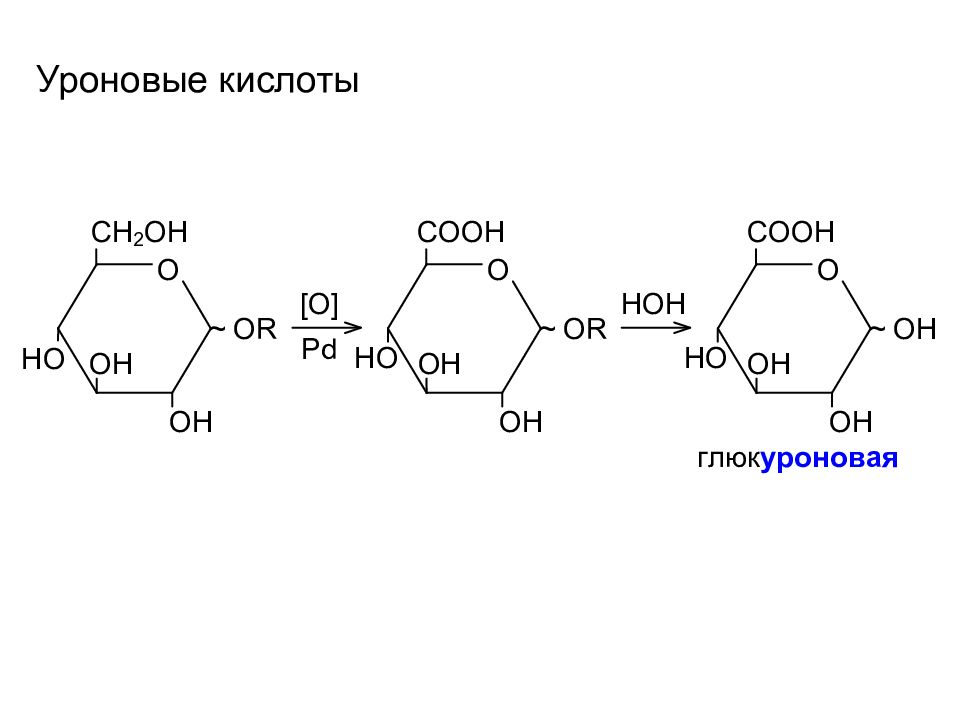 Уроновые кислоты
CH₂OH COOH COOH
O O O
[O] HOH
OR OR OH
Pd
HO OH HO OH HO OH
OH OH OH
глюкуроновая